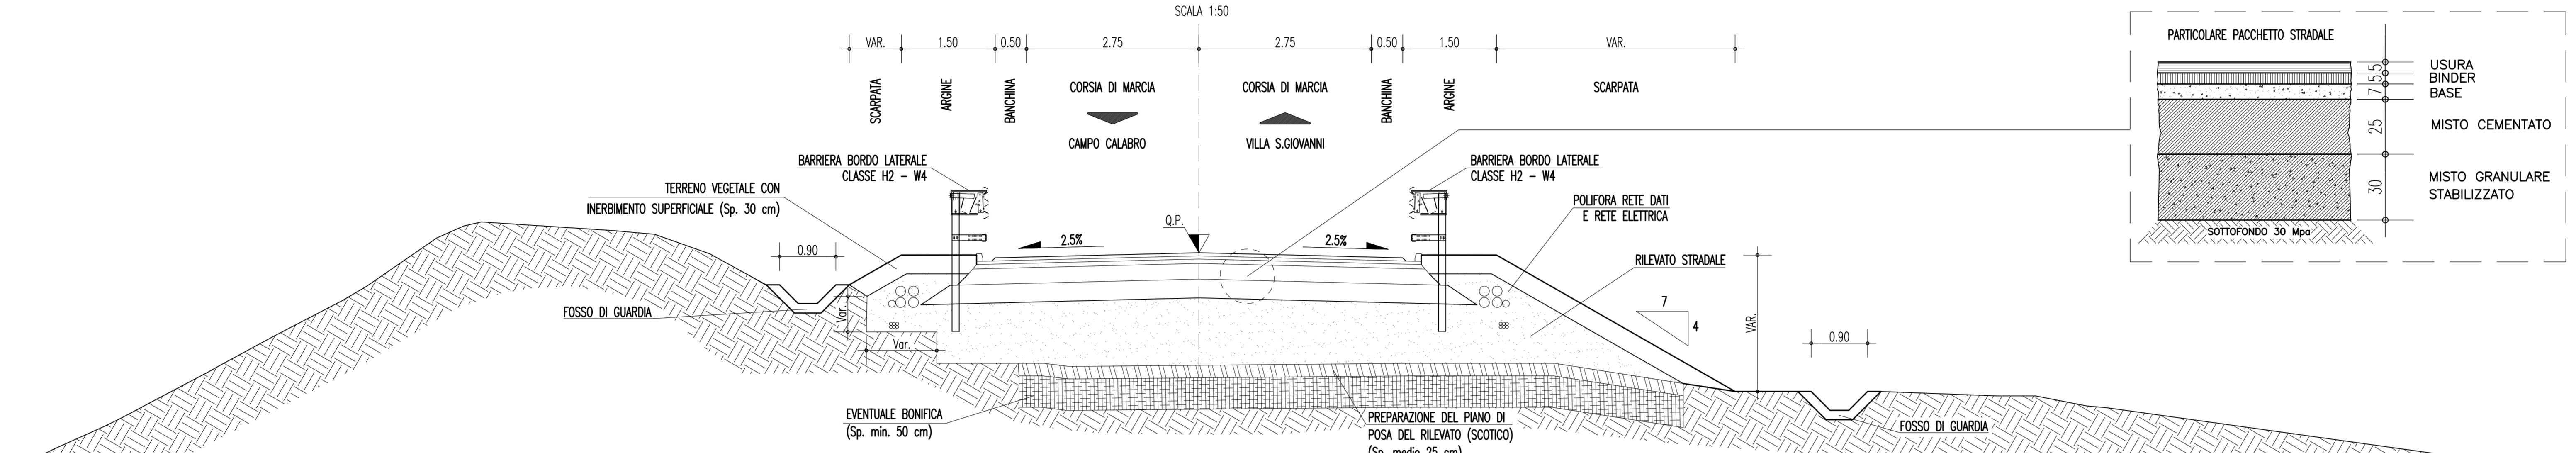 SCALA 1:50
VAR.
1.50
0.50
2.75
2.75
0.50
1.50
VAR.
SCARPATA
ARGINE
BANCHINA
CORSIA DI MARCIA
CAMPO CALABRO
CORSIA DI MARCIA
VILLA S.GIOVANNI
BANCHINA
ARGINE
SCARPATA
BARRIERA BORDO LATERALE
CLASSE H2 - W4
BARRIERA BORDO LATERALE
CLASSE H2 - W4
TERRENO VEGETALE CON
INERBIMENTO SUPERFICIALE (Sp. 30 cm)
POLIFORA RETE DATI
E RETE ELETTRICA
Q.P.
2.5%
2.5%
0.90
RILEVATO STRADALE
FOSSO DI GUARDIA
Var.
Var.
7
4
VAR.
0.90
EVENTUALE BONIFICA
(Sp. min. 50 cm)
PREPARAZIONE DEL PIANO DI
POSA DEL RILEVATO (SCOTICO)
(Sp. medio 25 cm)
FOSSO DI GUARDIA
PARTICOLARE PACCHETTO STRADALE
5 USURA
5 BINDER
7 BASE
25 MISTO CEMENTATO
30 MISTO GRANULARE
STABILIZZATO
SOTTOFONDO 30 Mpa